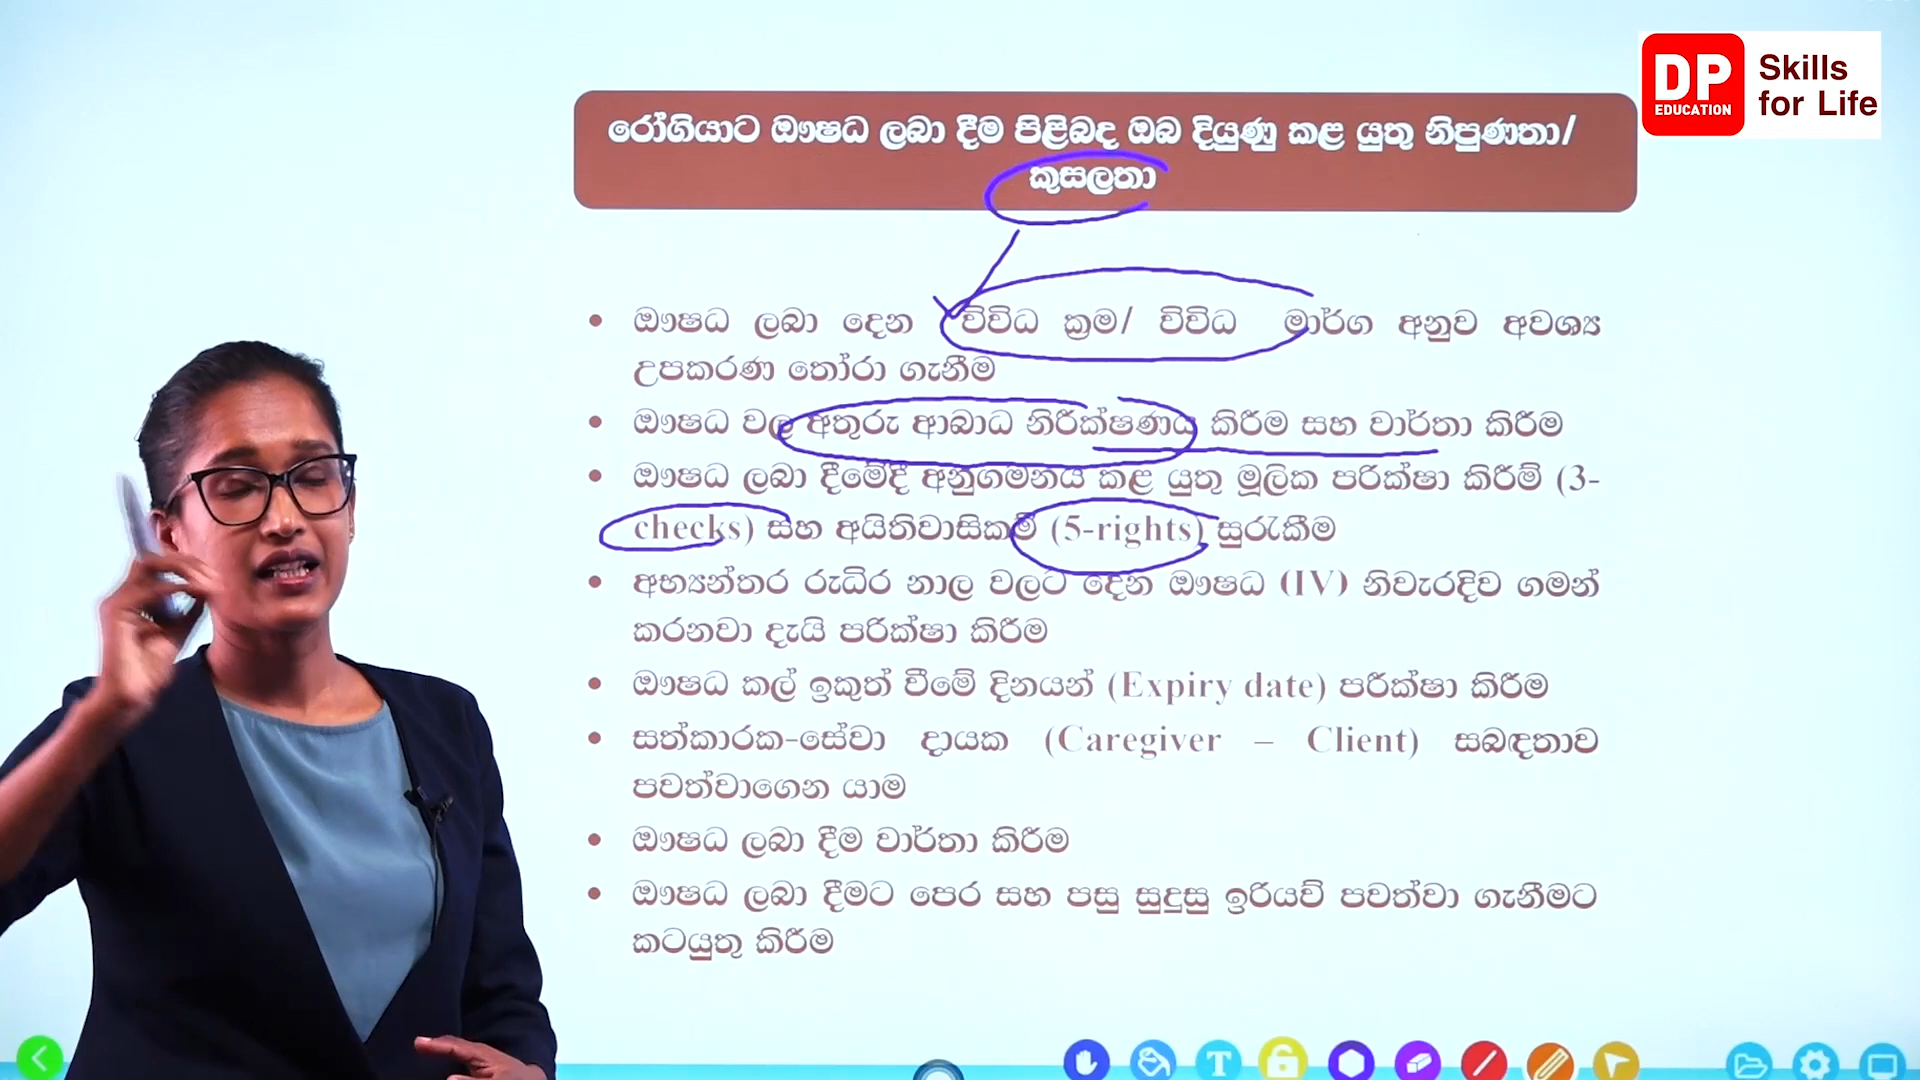 DP
EDUCATION
Skills
for Life
රෝගියාට ඖෂධ ලබා දීම පිළිබද ඔබ දියුණු කළ යුතු නිපුණතා/
කුසලතා
• ඖෂධ ලබා දෙන විවිධ ක්‍රම/ විවිධ මාර්ග අනුව අවශ්‍ය
උපකරණ තෝරා ගැනීම
• ඖෂධ වල අතුරු ආබාධ නිරීක්ෂණය කිරීම සහ වාර්තා කිරීම
• ඖෂධ ලබා දීමේදී අනුගමනය කළ යුතු මූලික පරික්ෂා කිරීම් (3-
checks) සහ අයිතිවාසිකම් (5-rights) සුරැකීම
• අභ්‍යන්තර රුධිර නාල වලට දෙන ඖෂධ (IV) නිවැරදිව ගමන්
කරනවා දැයි පරික්ෂා කිරීම
• ඖෂධ කල් ඉකුත් වීමේ දිනයන් (Expiry date) පරීක්ෂා කිරීම
• සත්කාරක-සේවා දායක (Caregiver – Client) සබඳතාව
පවත්වාගෙන යාම
• ඖෂධ ලබා දීම වාර්තා කිරීම
• ඖෂධ ලබා දීමට පෙර සහ පසු සුදුසු ඉරියව් පවත්වා ගැනීමට
කටයුතු කිරීම